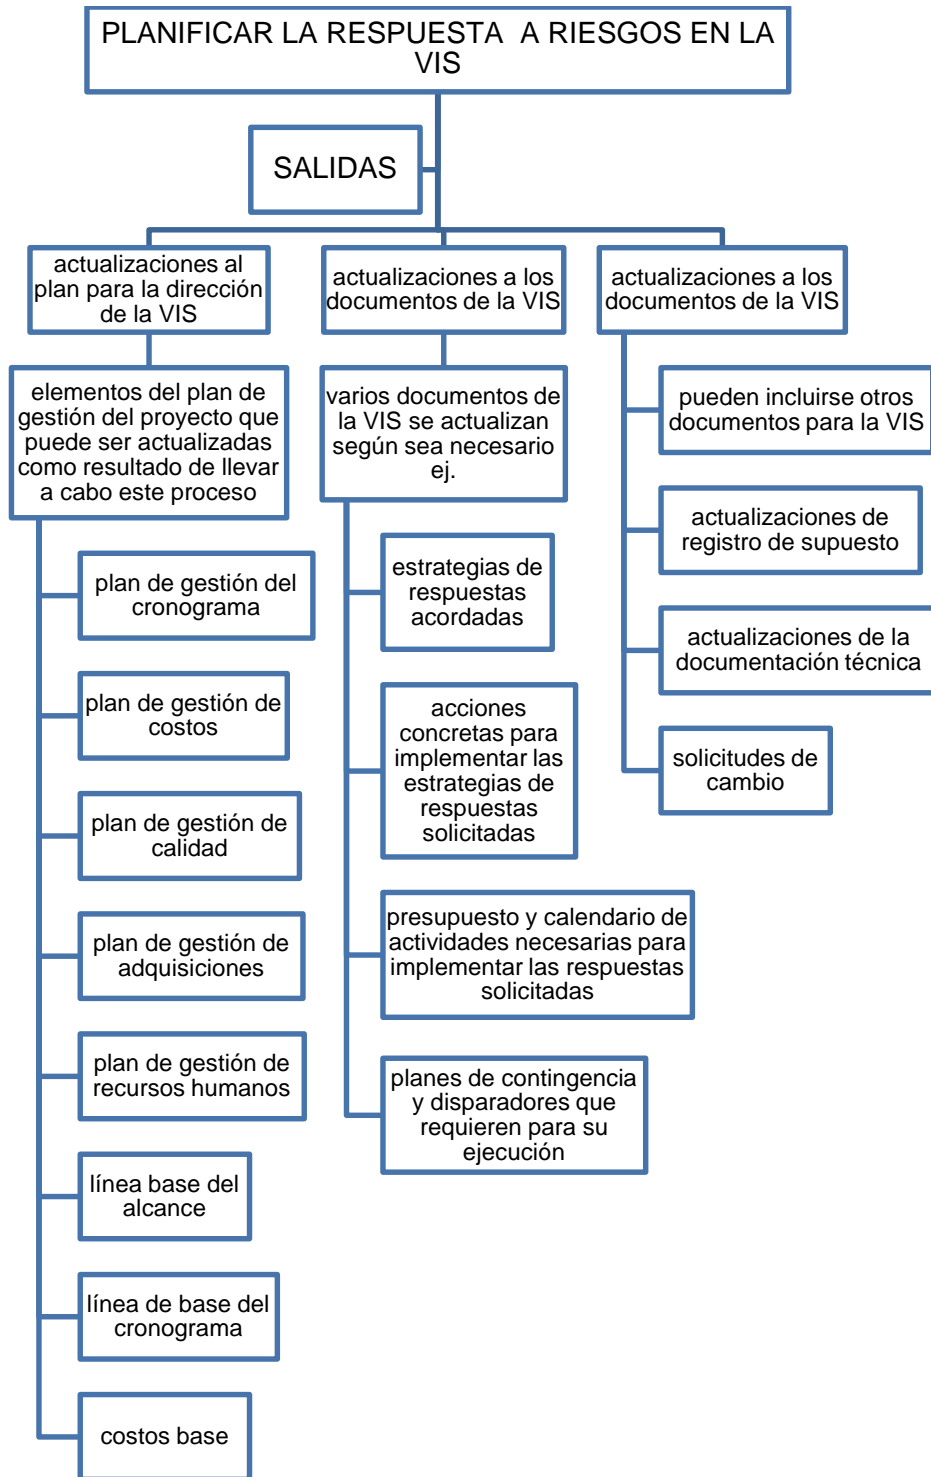 PLANIFICAR LA RESPUESTA A RIESGOS EN LA
VIS
SALIDAS
actualizaciones al
plan para la dirección
de la VIS
elementos del plan de
gestión del proyecto que
puede ser actualizadas
como resultado de llevar
a cabo este proceso
plan de gestión del
cronograma
plan de gestión de
costos
plan de gestión de
calidad
plan de gestión de
adquisiciones
plan de gestión de
recursos humanos
línea base del
alcance
línea de base del
cronograma
costos base
actualizaciones a los
documentos de la VIS
varios documentos de
la VIS se actualizan
según sea necesario
ej.
estrategias de
respuestas
acordadas
acciones
concretas para
implementar las
estrategias de
respuestas
solicitadas
presupuesto y calendario de
actividades necesarias para
implementar las respuestas
solicitadas
planes de contingencia
y disparadores que
requieren para su
ejecución
actualizaciones a los
documentos de la VIS
pueden incluirse otros
documentos para la VIS
actualizaciones de
registro de supuesto
actualizaciones de la
documentación técnica
solicitudes de
cambio